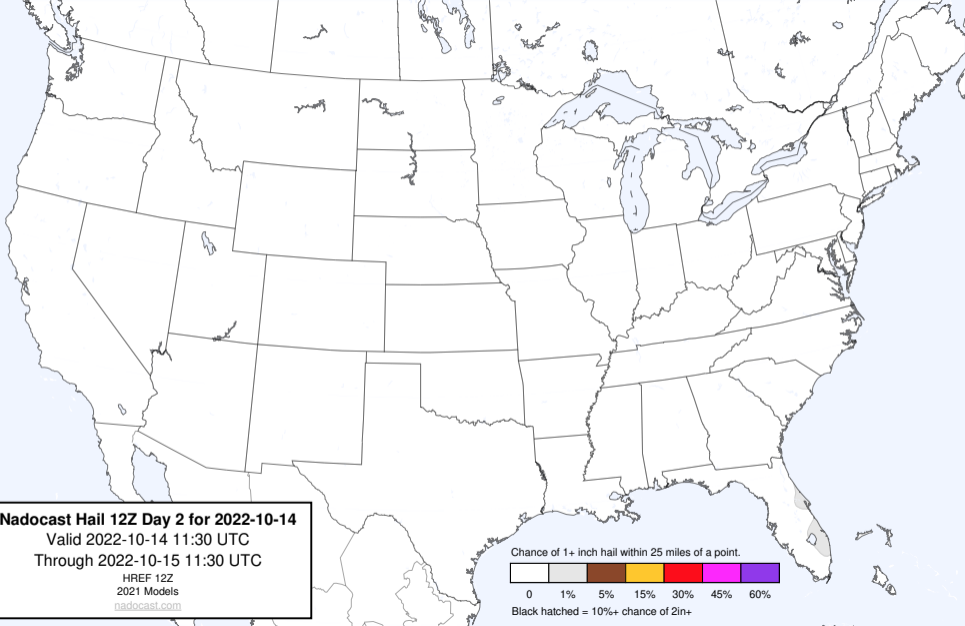 Nadocast Hail 12Z Day 2 for 2022-10-14
Valid 2022-10-14 11:30 UTC
Through 2022-10-15 11:30 UTC
HREF 12Z
2021 Models
nadocast.com
Chance of 1+ inch hail within 25 miles of a point.
0 1% 5% 15% 30% 45% 60%
Black hatched = 10%+ chance of 2in+